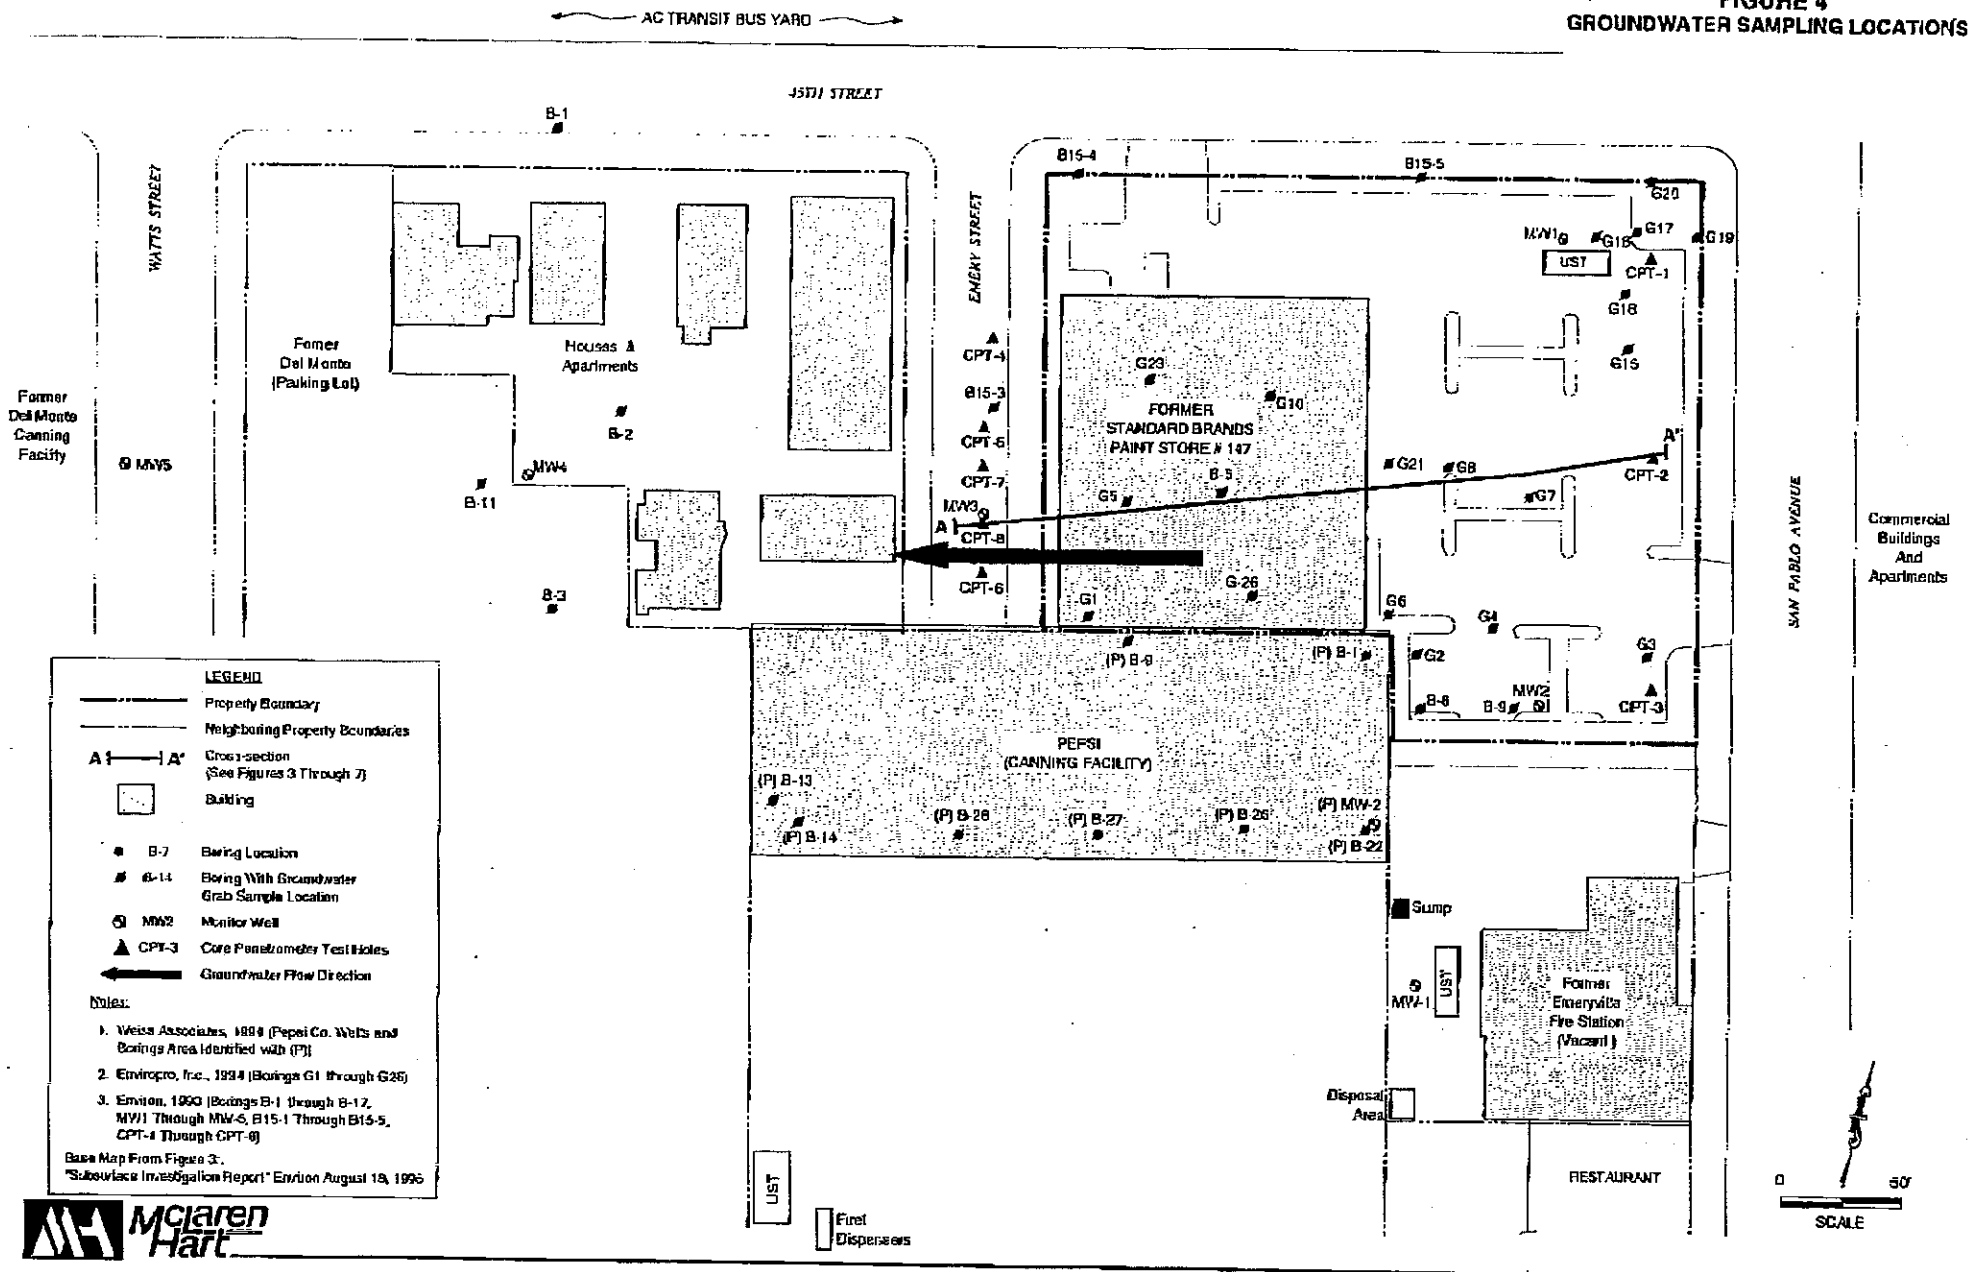 FIGURE 4
GROUNDWATER SAMPLING LOCATIONS
AC TRANSIT BUS YARD
45TH STREET
B-1
WATTS STREET
EMERY STREET
SAN PABLO AVENUE
B15-4
B15-5
G20
MW1
G16
G17
G19
UST
CPT-1
G18
G15
Former
Del Monte
(Parking Lot)
Houses &
Apartments
CPT-4
G23
G10
B15-3
FORMER
STANDARD BRANDS
PAINT STORE # 147
Former
Del Monte
Canning
Facility
MW5
B-2
CPT-5
MW4
B-11
CPT-7
G21
G8
A'
CPT-2
G7
G5
B-5
MW3
A
CPT-8
Commercial
Buildings
And
Apartments
CPT-6
G-26
B-3
G1
G6
G4
(P) B-9
(P) B-1
G2
G3
B-6
B-9
MW2
CPT-3
PEPSI
(CANNING FACILITY)
(P) B-13
(P) B-14
(P) B-28
(P) B-27
(P) B-26
(P) MW-2
(P) B-22
Sump
MW-1
UST
Former
Emeryville
Fire Station
(Vacant)
Disposal
Area
RESTAURANT
UST
Fuel
Dispensers
0 50'
SCALE
LEGEND
Property Boundary
Neighboring Property Boundaries
A A' Cross-section
(See Figures 3 Through 7)
Building
B-7 Boring Location
B-14 Boring With Groundwater
Grab Sample Location
MW2 Monitor Well
CPT-3 Core Penetrometer Test Holes
Groundwater Flow Direction
Notes:
1. Weiss Associates, 1994 (Pepsi Co. Wells and
Borings Area Identified with (P))
2. Enviropro, Inc., 1994 (Borings G1 through G26)
3. Environ, 1993 (Borings B-1 through B-17,
MW1 Through MW-5, B15-1 Through B15-5,
CPT-1 Through CPT-8)
Base Map From Figure 3,
"Subsurface Investigation Report" Environ August 18, 1995
McLaren
Hart